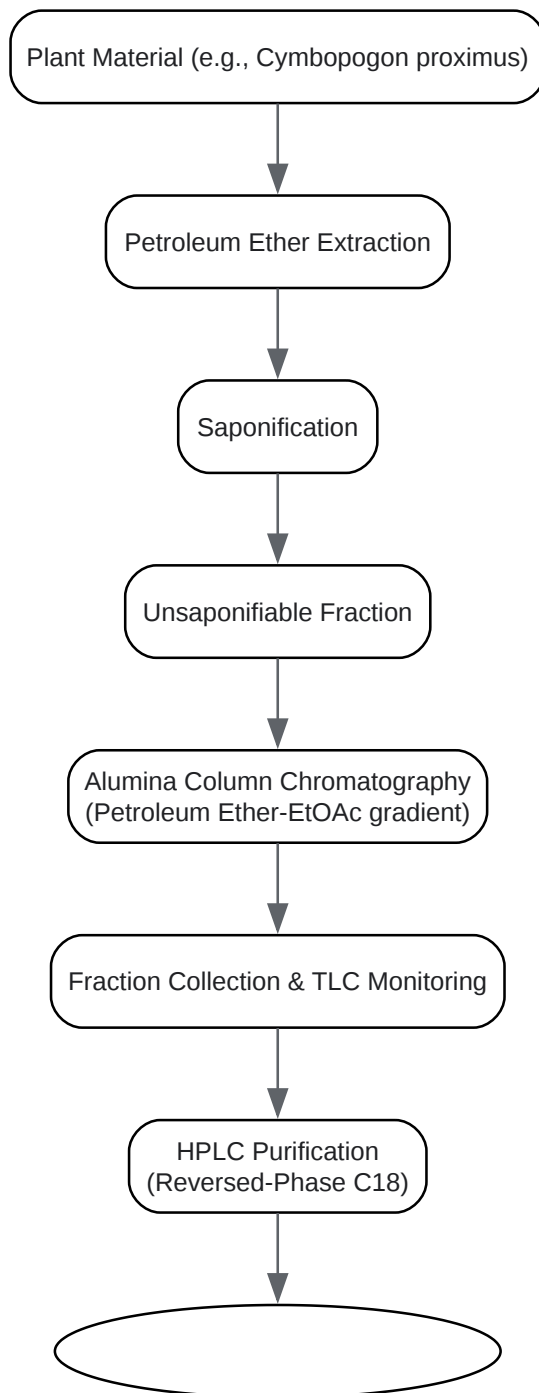 Plant Material (e.g., Cymbopogon proximus)
Petroleum Ether Extraction
Saponification
Unsaponifiable Fraction
Alumina Column Chromatography
(Petroleum Ether-EtOAc gradient)
Fraction Collection & TLC Monitoring
HPLC Purification
(Reversed-Phase C18)